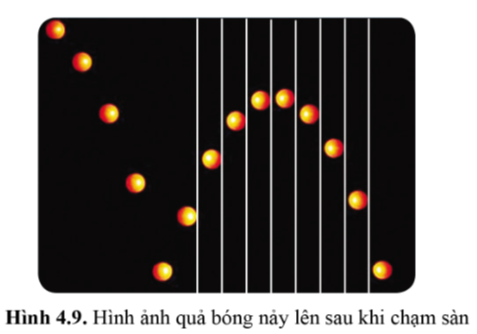 Hình 4.9. Hình ảnh quả bóng nảy lên sau khi chạm sàn